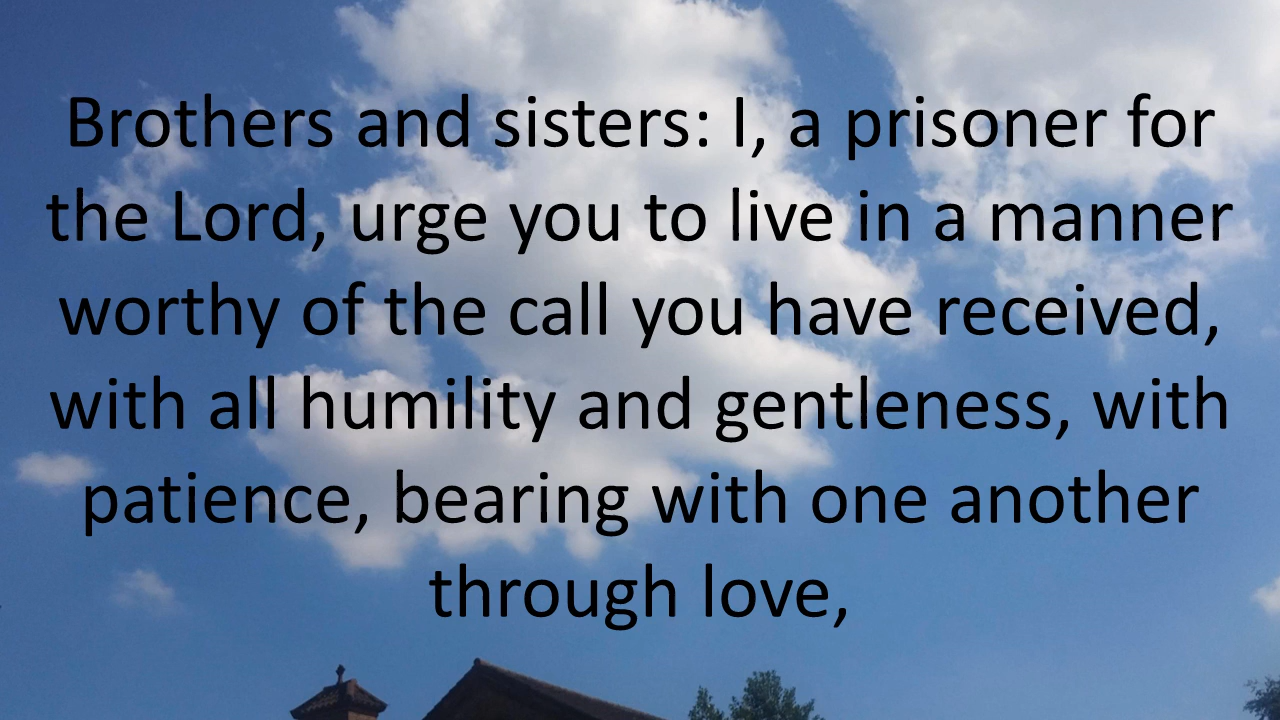 Brothers and sisters: I, a prisoner for
the Lord, urge you to live in a manner
worthy of the call you have received,
with all humility and gentleness, with
patience, bearing with one another
through love,